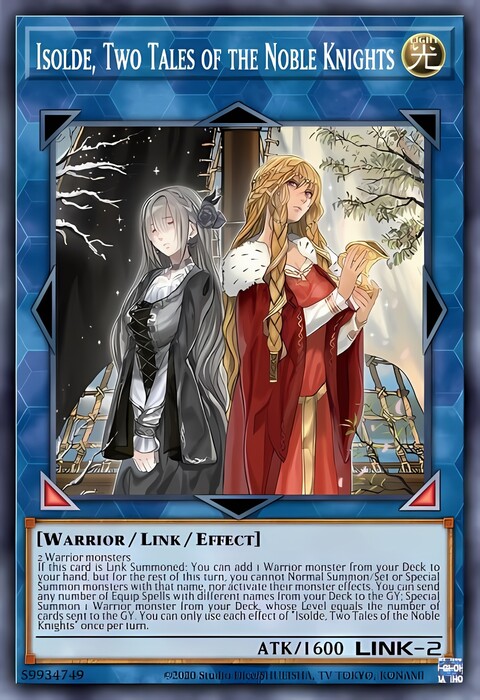 ISOLDE, TWO TALES OF THE NOBLE KNIGHTS
LIGHT
光
[WARRIOR / LINK / EFFECT]
2 Warrior monsters
If this card is Link Summoned: You can add 1 Warrior monster from your Deck to
your hand, but for the rest of this turn, you cannot Normal Summon/Set or Special
Summon monsters with that name, nor activate their monster effects. You can send
any number of Equip Spells with different names from your Deck to the GY; Special
Summon 1 Warrior monster from your Deck, whose Level equals the number of
cards sent to the GY. You can only use each effect of "Isolde, Two Tales of the Noble
Knights" once per turn.
ATK/1600 LINK-2
59934749
©2020 Studio Dice/SHUEISHA, TV TOKYO, KONAMI